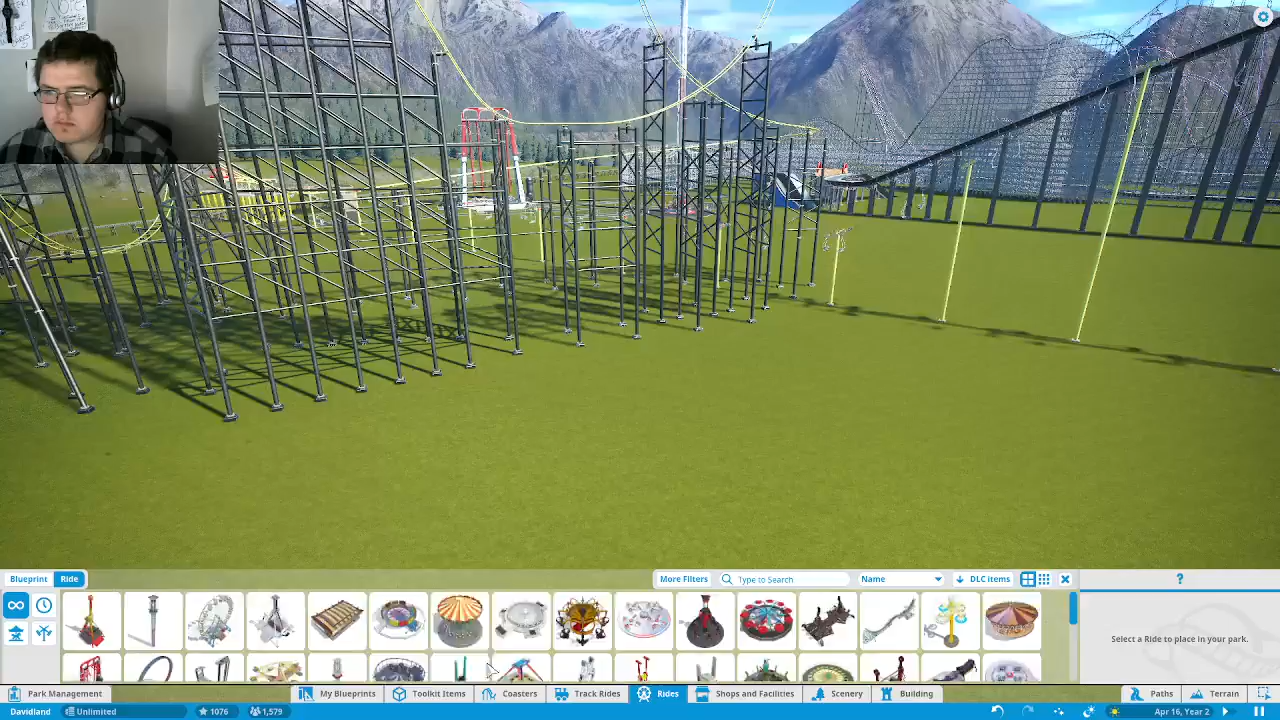 NOT
Blueprint Ride More Filters Type to Search Name DLC items ?
Select a Ride to place in your park.
Park Management My Blueprints Toolkit Items Coasters Track Rides Rides Shops and Facilities Scenery Building Paths Terrain
Davidland Unlimited 1076 1,579 Apr 16, Year 2